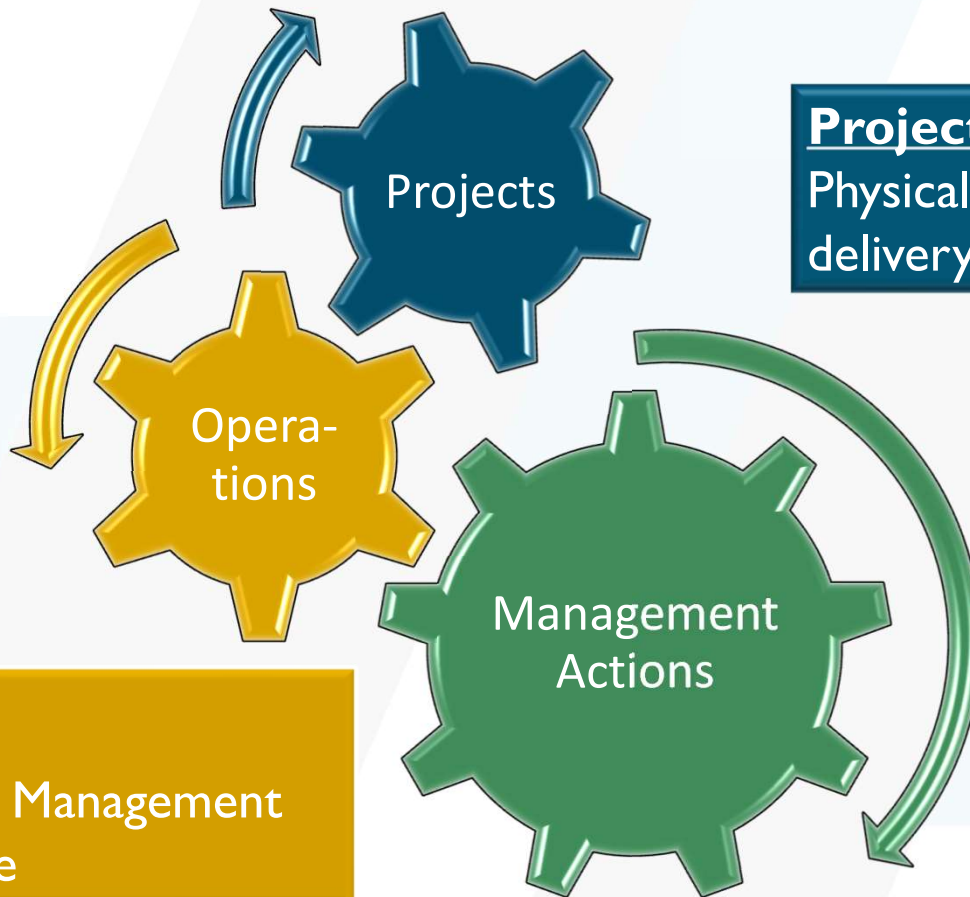 Projects
Project
Physical
delivery
Opera-
tions
Management
Actions
Management
e